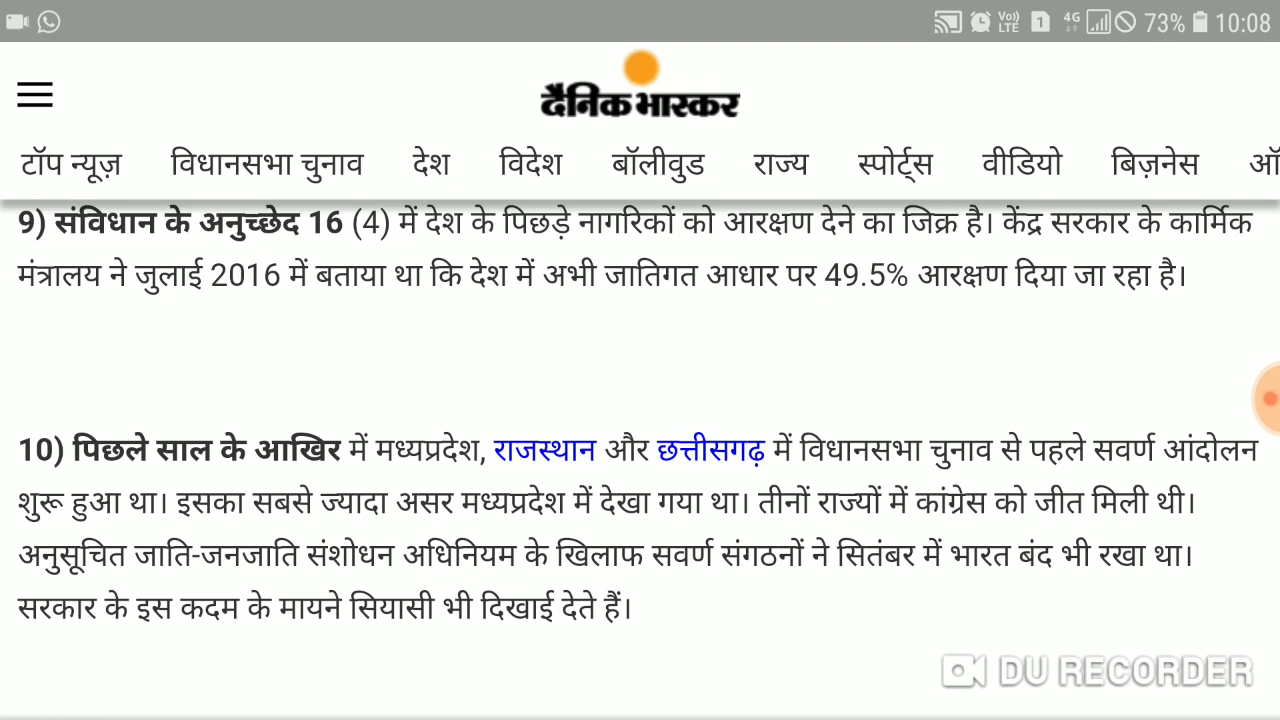 Vo) LTE 1 4G 73% 10:08
दैनिक भास्कर
टॉप न्यूज़ विधानसभा चुनाव देश विदेश बॉलीवुड राज्य स्पोर्ट्स वीडियो बिज़नेस ऑ
9) संविधान के अनुच्छेद 16 (4) में देश के पिछड़े नागरिकों को आरक्षण देने का जिक्र है। केंद्र सरकार के कार्मिक
मंत्रालय ने जुलाई 2016 में बताया था कि देश में अभी जातिगत आधार पर 49.5% आरक्षण दिया जा रहा है।
10) पिछले साल के आखिर में मध्यप्रदेश, राजस्थान और छत्तीसगढ़ में विधानसभा चुनाव से पहले सवर्ण आंदोलन
शुरू हुआ था। इसका सबसे ज्यादा असर मध्यप्रदेश में देखा गया था। तीनों राज्यों में कांग्रेस को जीत मिली थी।
अनुसूचित जाति-जनजाति संशोधन अधिनियम के खिलाफ सवर्ण संगठनों ने सितंबर में भारत बंद भी रखा था।
सरकार के इस कदम के मायने सियासी भी दिखाई देते हैं।
DU RECORDER